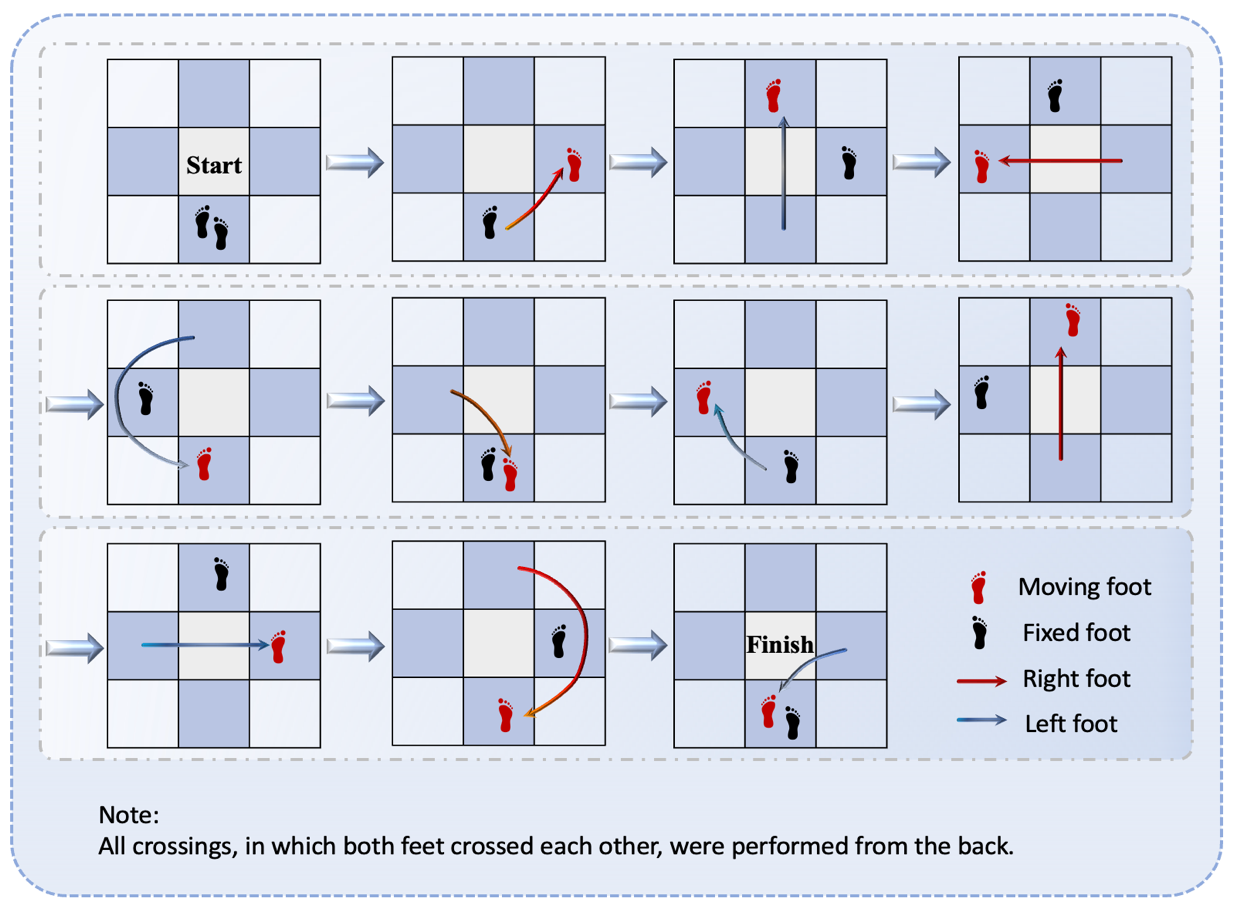 Start
Finish
Moving foot
Fixed foot
Right foot
Left foot
Note:
All crossings, in which both feet crossed each other, were performed from the back.